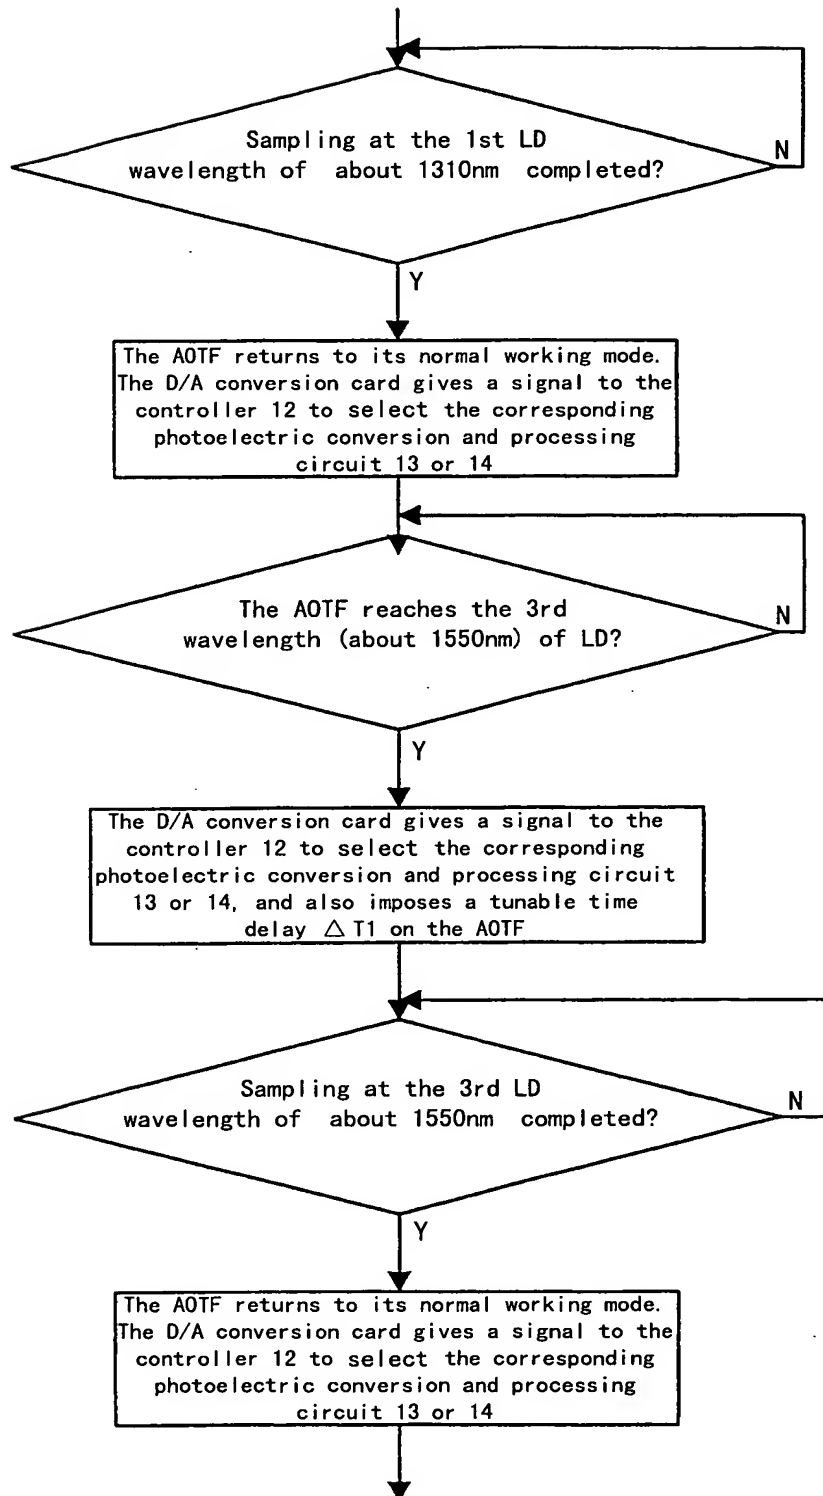 Sampling at the 1st LD
wavelength of about 1310nm completed?
N
Y
The AOTF returns to its normal working mode.
The D/A conversion card gives a signal to the
controller 12 to select the corresponding
photoelectric conversion and processing
circuit 13 or 14
The AOTF reaches the 3rd
wavelength (about 1550nm) of LD?
N
Y
The D/A conversion card gives a signal to the
controller 12 to select the corresponding
photoelectric conversion and processing circuit
13 or 14, and also imposes a tunable time
delay △T1 on the AOTF
Sampling at the 3rd LD
wavelength of about 1550nm completed?
N
Y
The AOTF returns to its normal working mode.
The D/A conversion card gives a signal to the
controller 12 to select the corresponding
photoelectric conversion and processing
circuit 13 or 14